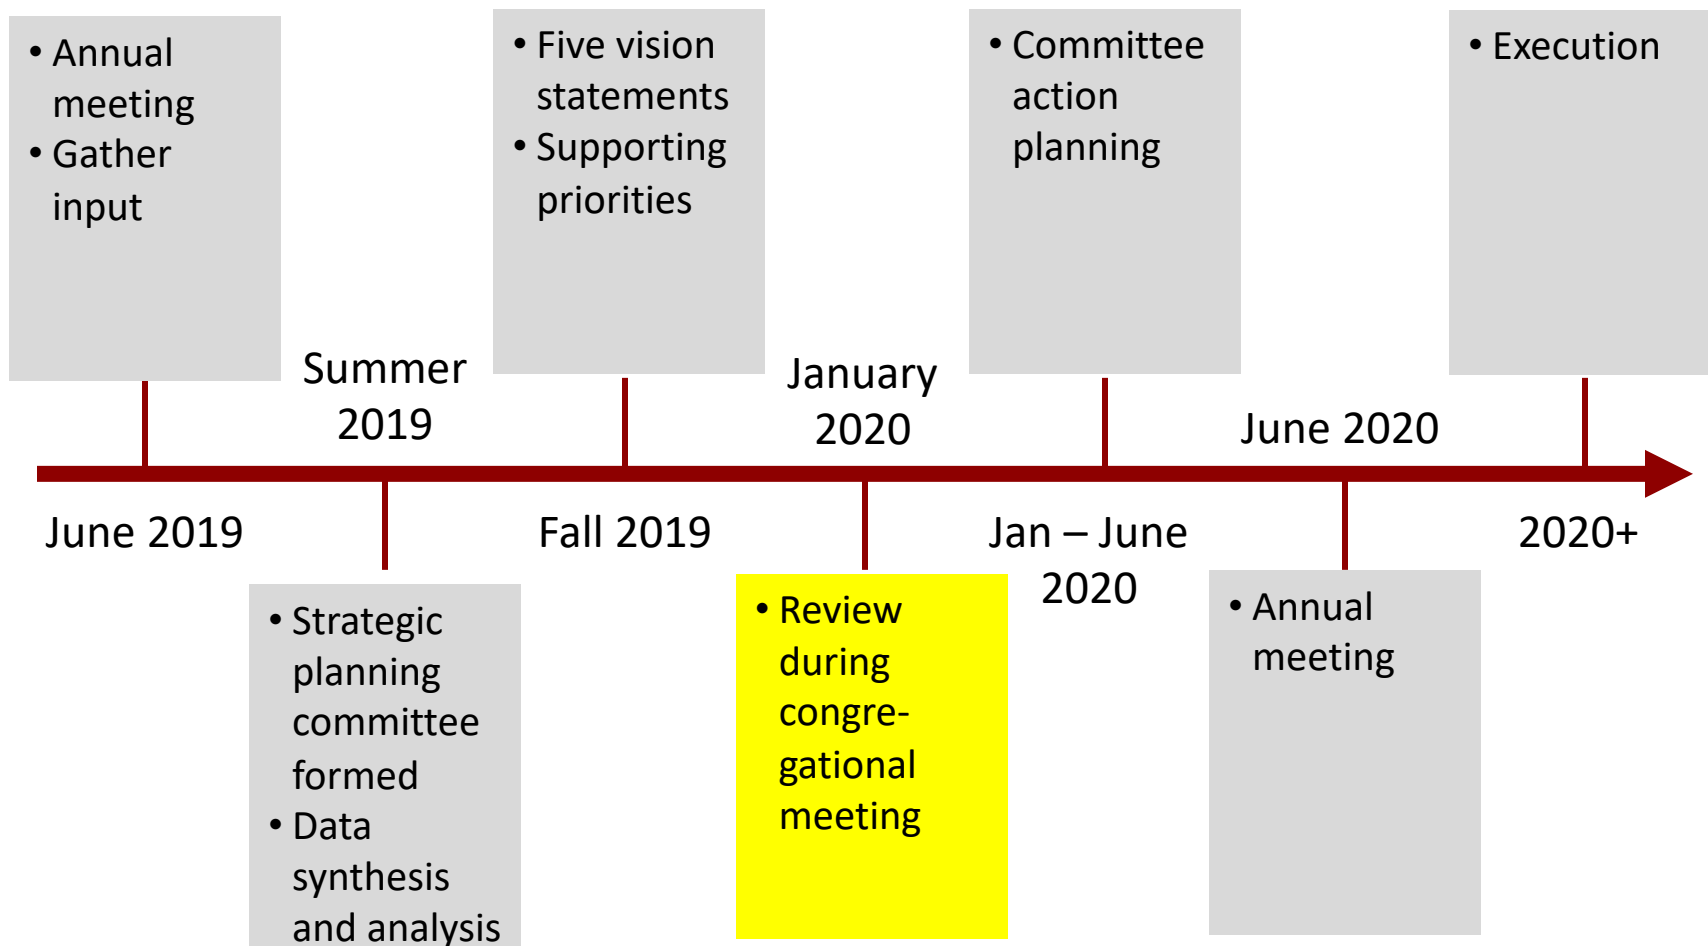 • Annual
meeting
• Gather
input
• Five vision
statements
• Supporting
priorities
• Committee
action
planning
• Execution
Summer
2019
January
2020
June 2020
June 2019
Fall 2019
Jan – June
2020
2020+
• Strategic
planning
committee
formed
• Data
synthesis
and analysis
• Review
during
congre-
gational
meeting
• Annual
meeting